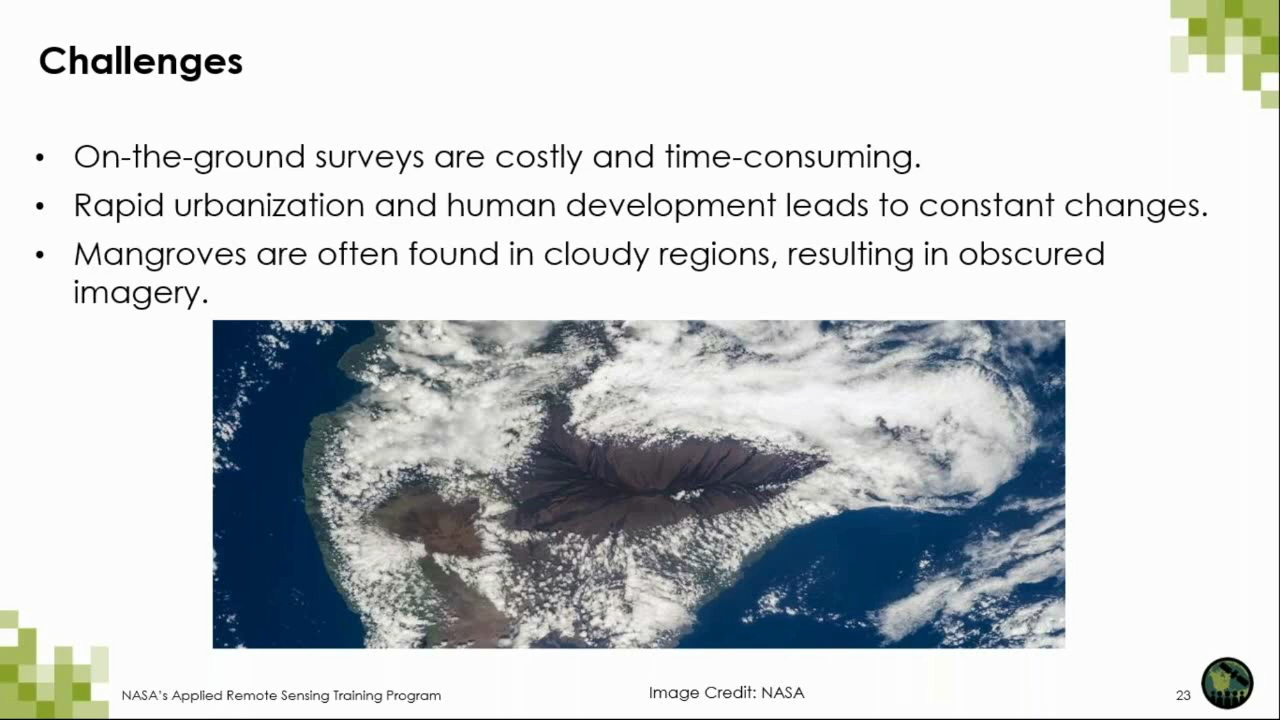 Challenges
• On-the-ground surveys are costly and time-consuming.
• Rapid urbanization and human development leads to constant changes.
• Mangroves are often found in cloudy regions, resulting in obscured
imagery.
NASA's Applied Remote Sensing Training Program
Image Credit: NASA
23